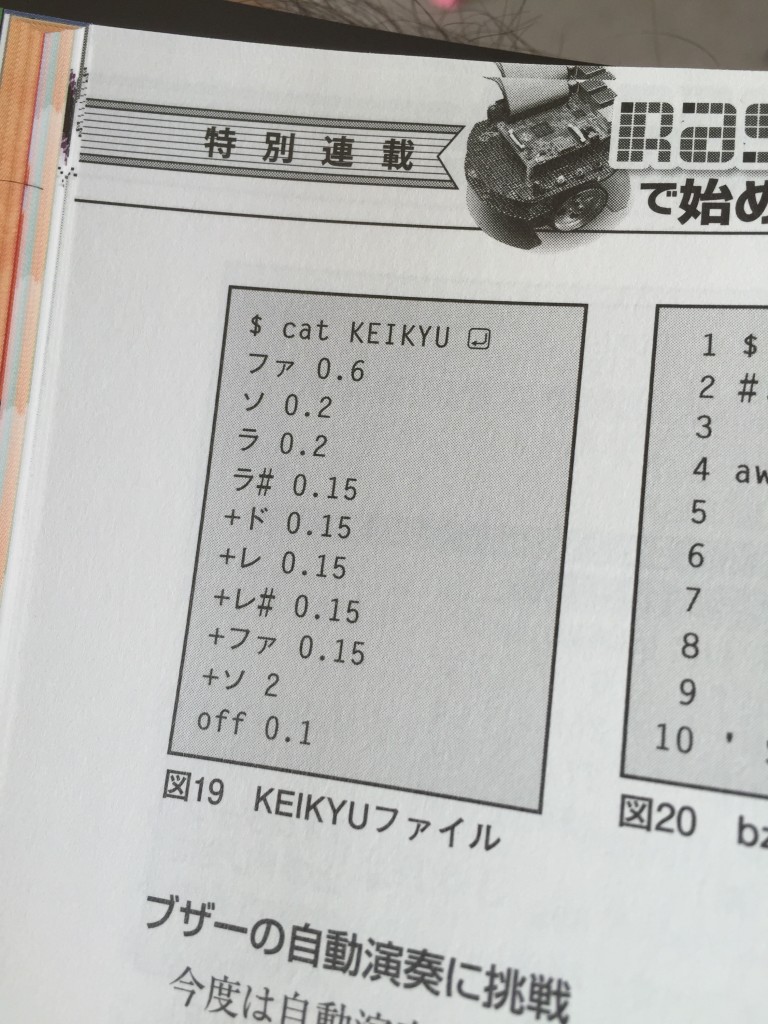 特別連載
Ras
で始め
$ cat KEIKYU ⏎
ファ 0.6
ソ 0.2
ラ 0.2
ラ# 0.15
+ド 0.15
+レ 0.15
+レ# 0.15
+ファ 0.15
+ソ 2
off 0.1
図19 KEIKYUファイル
1 $
2 #
3
4 aw
5
6
7
8
9
10 '
図20 bz
ブザーの自動演奏に挑戦
今度は自動演奏